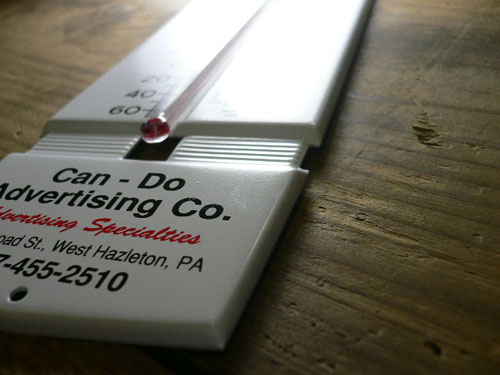 20
40
60
Can - Do
Advertising Co.
Advertising Specialties
oad St., West Hazleton, PA
7-455-2510